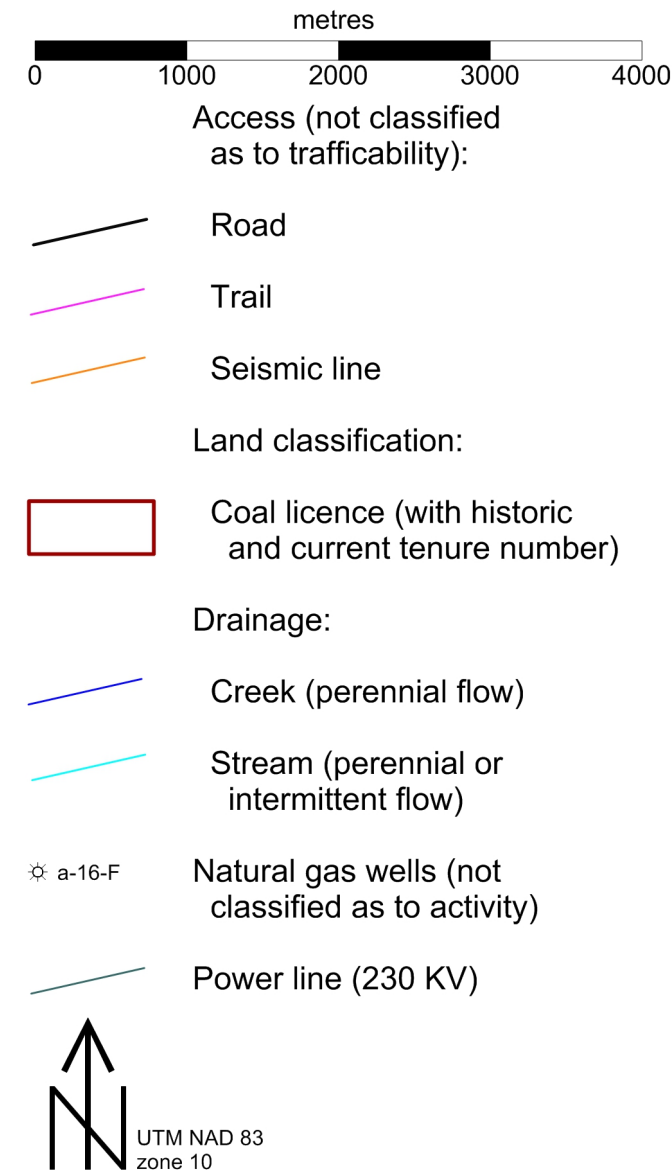 metres
0 1000 2000 3000 4000
Access (not classified
as to trafficability):
Road
Trail
Seismic line
Land classification:
Coal licence (with historic
and current tenure number)
Drainage:
Creek (perennial flow)
Stream (perennial or
intermittent flow)
a-16-F Natural gas wells (not
classified as to activity)
Power line (230 KV)
N
UTM NAD 83
zone 10